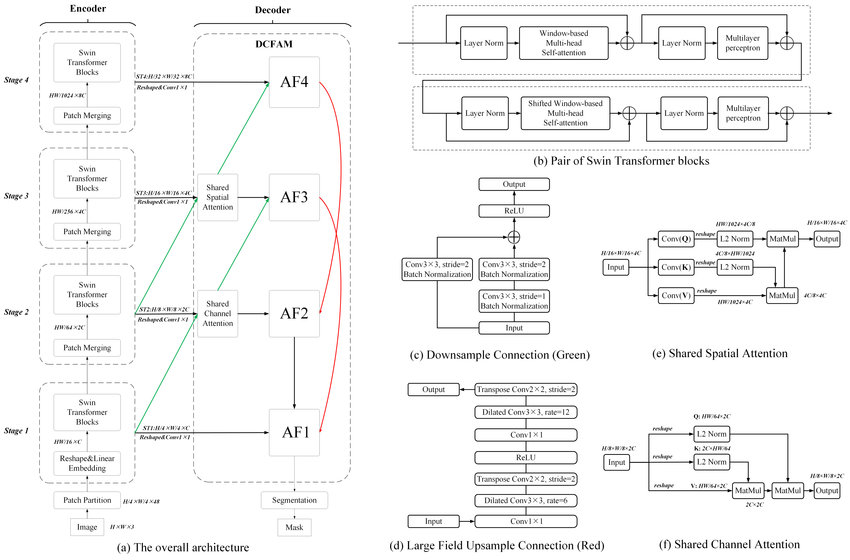 Encoder
Decoder
DCFAM
Stage 4
Swin
Transformer
Blocks
ST4:H/32×W/32×8C
Reshape&Conv1×1
AF4
HW/1024×8C
Patch Merging
Stage 3
Swin
Transformer
Blocks
ST3:H/16×W/16×4C
Reshape&Conv1×1
Shared
Spatial
Attention
AF3
HW/256×4C
Patch Merging
Stage 2
Swin
Transformer
Blocks
ST2:H/8×W/8×2C
Reshape&Conv1×1
Shared
Channel
Attention
AF2
HW/64×2C
Patch Merging
Stage 1
Swin
Transformer
Blocks
ST1:H/4×W/4×C
Reshape&Conv1×1
AF1
HW/16×C
Reshape&Linear
Embedding
Patch Partition
H/4×W/4×48
Segmentation
Image
H×W×3
Mask
(a) The overall architecture
Layer Norm
Window-based
Multi-head
Self-attention
Layer Norm
Multilayer
perceptron
Layer Norm
Shifted Window-based
Multi-head
Self-attention
Layer Norm
Multilayer
perceptron
(b) Pair of Swin Transformer blocks
Output
ReLU
Conv3×3, stride=2
Batch Normalization
Conv3×3, stride=2
Batch Normalization
Conv3×3, stride=1
Batch Normalization
Input
(c) Downsample Connection (Green)
Output
Transpose Conv2×2, stride=2
Dilated Conv3×3, rate=12
Conv1×1
ReLU
Transpose Conv2×2, stride=2
Dilated Conv3×3, rate=6
Input
Conv1×1
(d) Large Field Upsample Connection (Red)
H/16×W/16×4C
Input
Conv(Q)
reshape
HW/1024×4C/8
L2 Norm
MatMul
H/16×W/16×4C
Output
Conv(K)
reshape
4C/8×HW/1024
L2 Norm
Conv(V)
reshape
HW/1024×4C
MatMul
4C/8×4C
(e) Shared Spatial Attention
H/8×W/8×2C
Input
Q: HW/64×2C
reshape
L2 Norm
K: 2C×HW/64
reshape
L2 Norm
reshape
V: HW/64×2C
MatMul
2C×2C
MatMul
H/8×W/8×2C
Output
(f) Shared Channel Attention